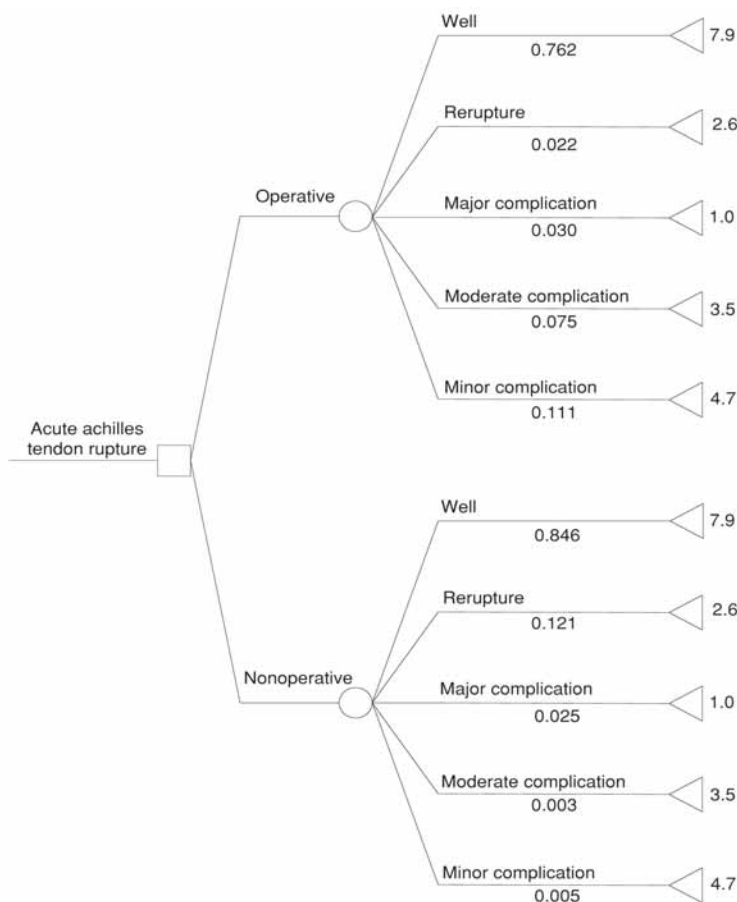 Well
0.762
7.9
Rerupture
0.022
2.6
Operative
Major complication
0.030
1.0
Moderate complication
0.075
3.5
Minor complication
0.111
4.7
Acute achilles
tendon rupture
Well
0.846
7.9
Rerupture
0.121
2.6
Nonoperative
Major complication
0.025
1.0
Moderate complication
0.003
3.5
Minor complication
0.005
4.7